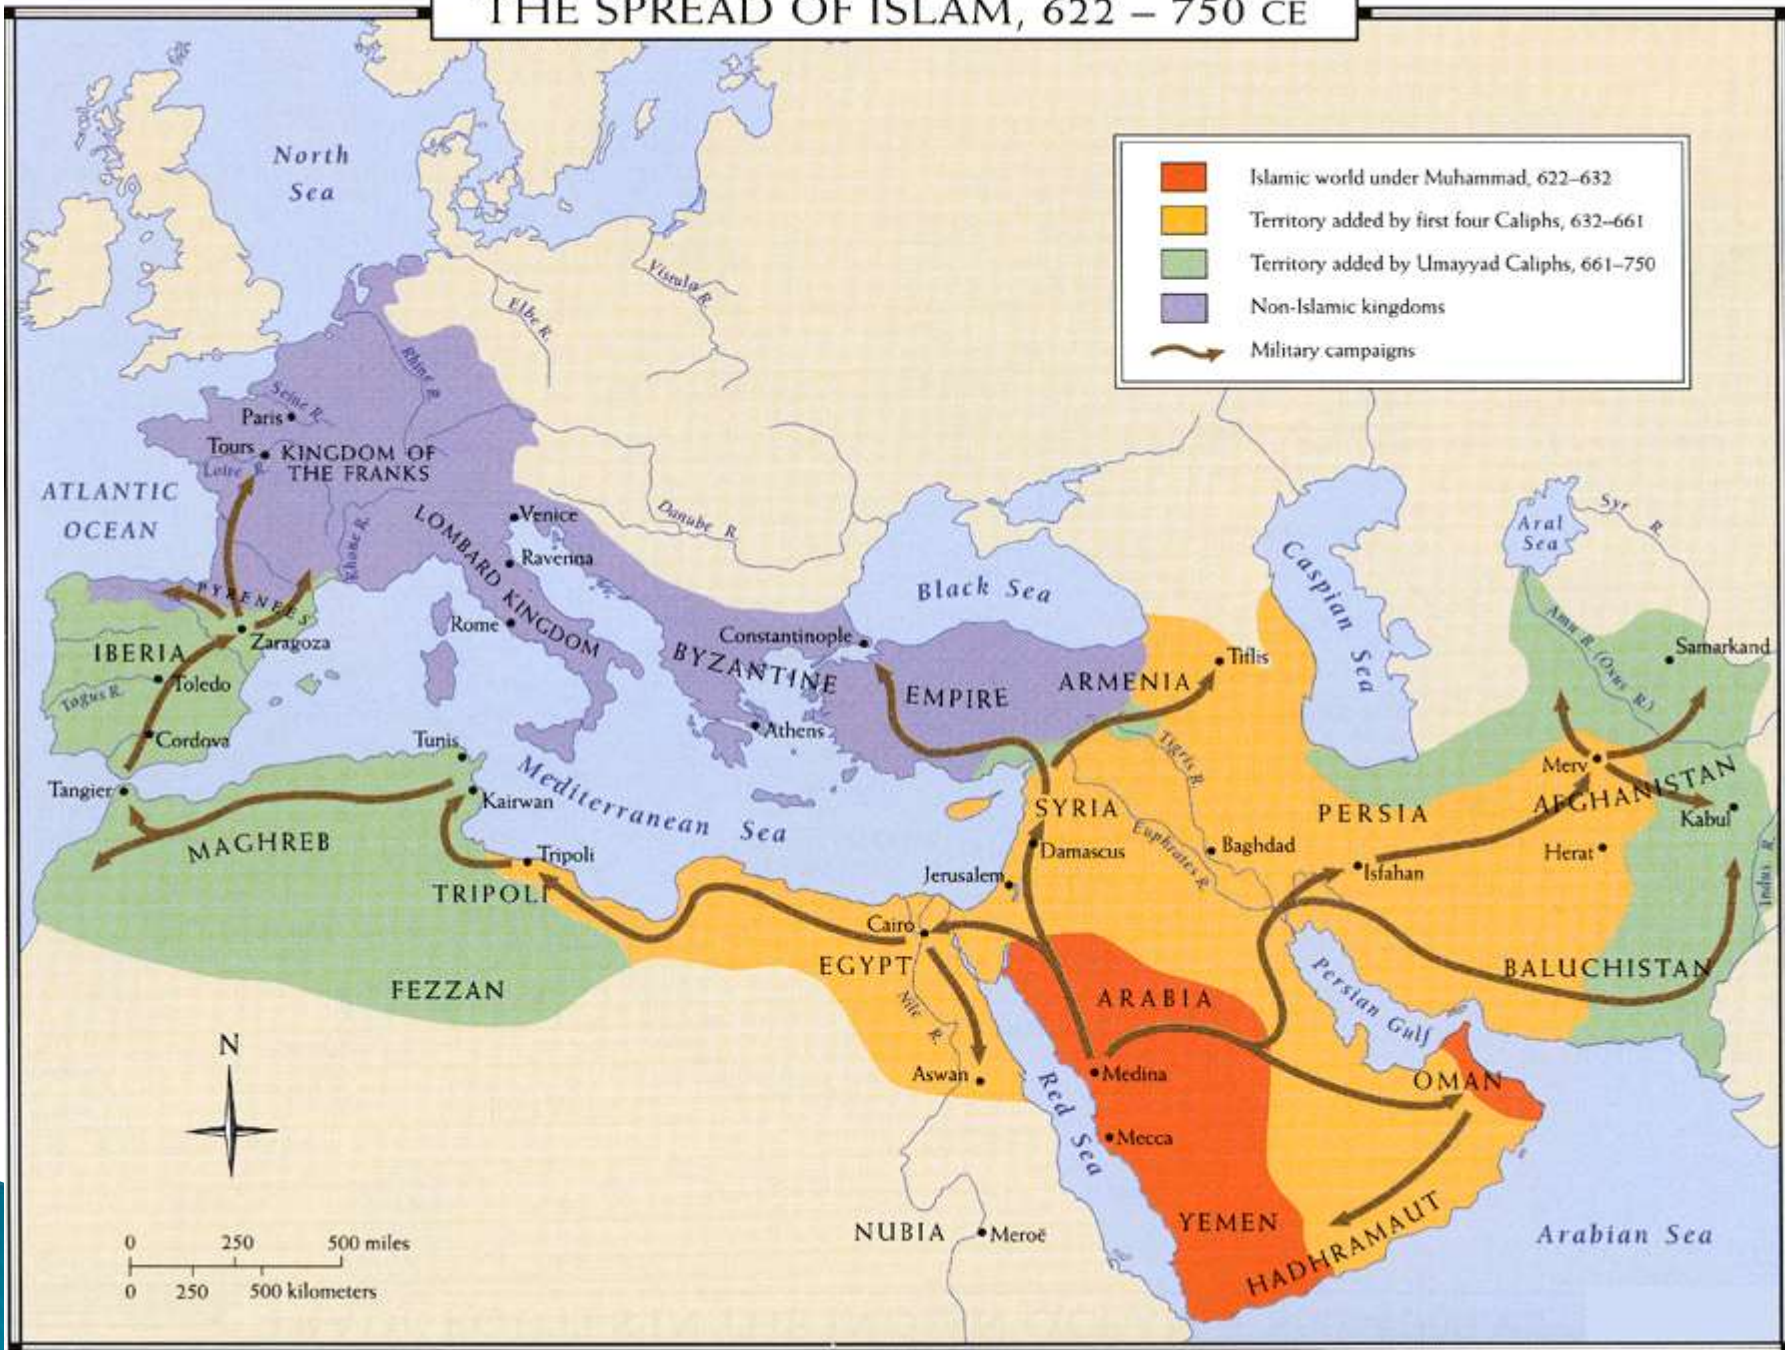 THE SPREAD OF ISLAM, 622 – 750 CE
Islamic world under Muhammad, 622–632
Territory added by first four Caliphs, 632–661
Territory added by Umayyad Caliphs, 661–750
Non-Islamic kingdoms
Military campaigns
North
Sea
Vistula R.
Elbe R.
Rhine R.
Seine R.
Paris
Tours
KINGDOM OF
THE FRANKS
Loire R.
ATLANTIC
OCEAN
Rhone R.
LOMBARD KINGDOM
Venice
Ravenna
Danube R.
Aral
Sea
Syr R.
Caspian Sea
Black Sea
PYRENEES
Zaragoza
IBERIA
Toledo
Tagus R.
Cordova
Rome
Constantinople
BYZANTINE
EMPIRE
ARMENIA
Tiflis
Amu R. (Oxus R.)
Samarkand
Athens
Tunis
Tangier
Kairwan
Mediterranean Sea
MAGHREB
Tigris R.
SYRIA
PERSIA
Merv
AFGHANISTAN
Kabul
Euphrates R.
Baghdad
Damascus
Herat
Tripoli
TRIPOLI
Jerusalem
Isfahan
Indus R.
Cairo
EGYPT
FEZZAN
Nile R.
ARABIA
Persian Gulf
BALUCHISTAN
N
Aswan
Medina
OMAN
Red Sea
Mecca
NUBIA
Meroë
YEMEN
HADHRAMAUT
Arabian Sea
0 250 500 miles
0 250 500 kilometers